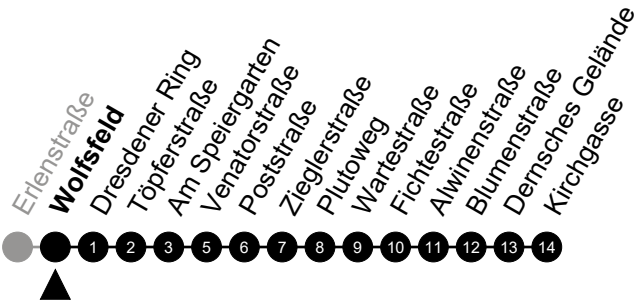 Erlenstraße
Wolfsfeld
Dresdener Ring
Töpferstraße
Am Speiergarten
Venatorstraße
Poststraße
Zieglerstraße
Plutoweg
Wartestraße
Fichtestraße
Alwinenstraße
Blumenstraße
Dernsches Gelände
Kirchgasse
1 2 3 5 6 7 8 9 10 11 12 13 14